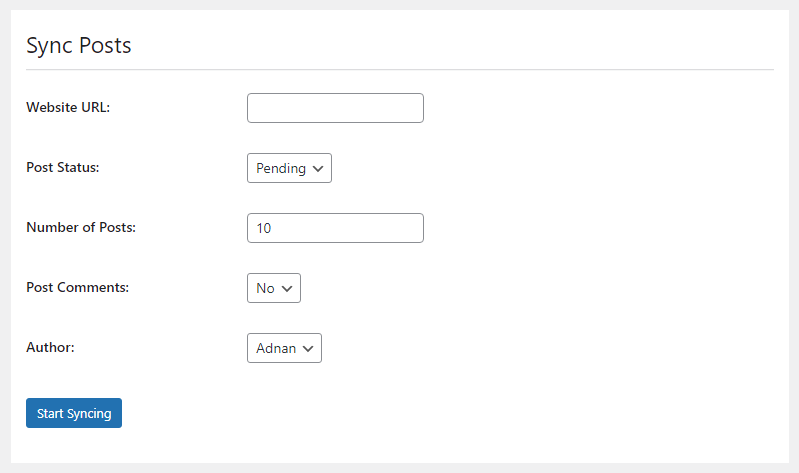 Sync Posts
Website URL:
Post Status: Pending
Number of Posts: 10
Post Comments: No
Author: Adnan
Start Syncing